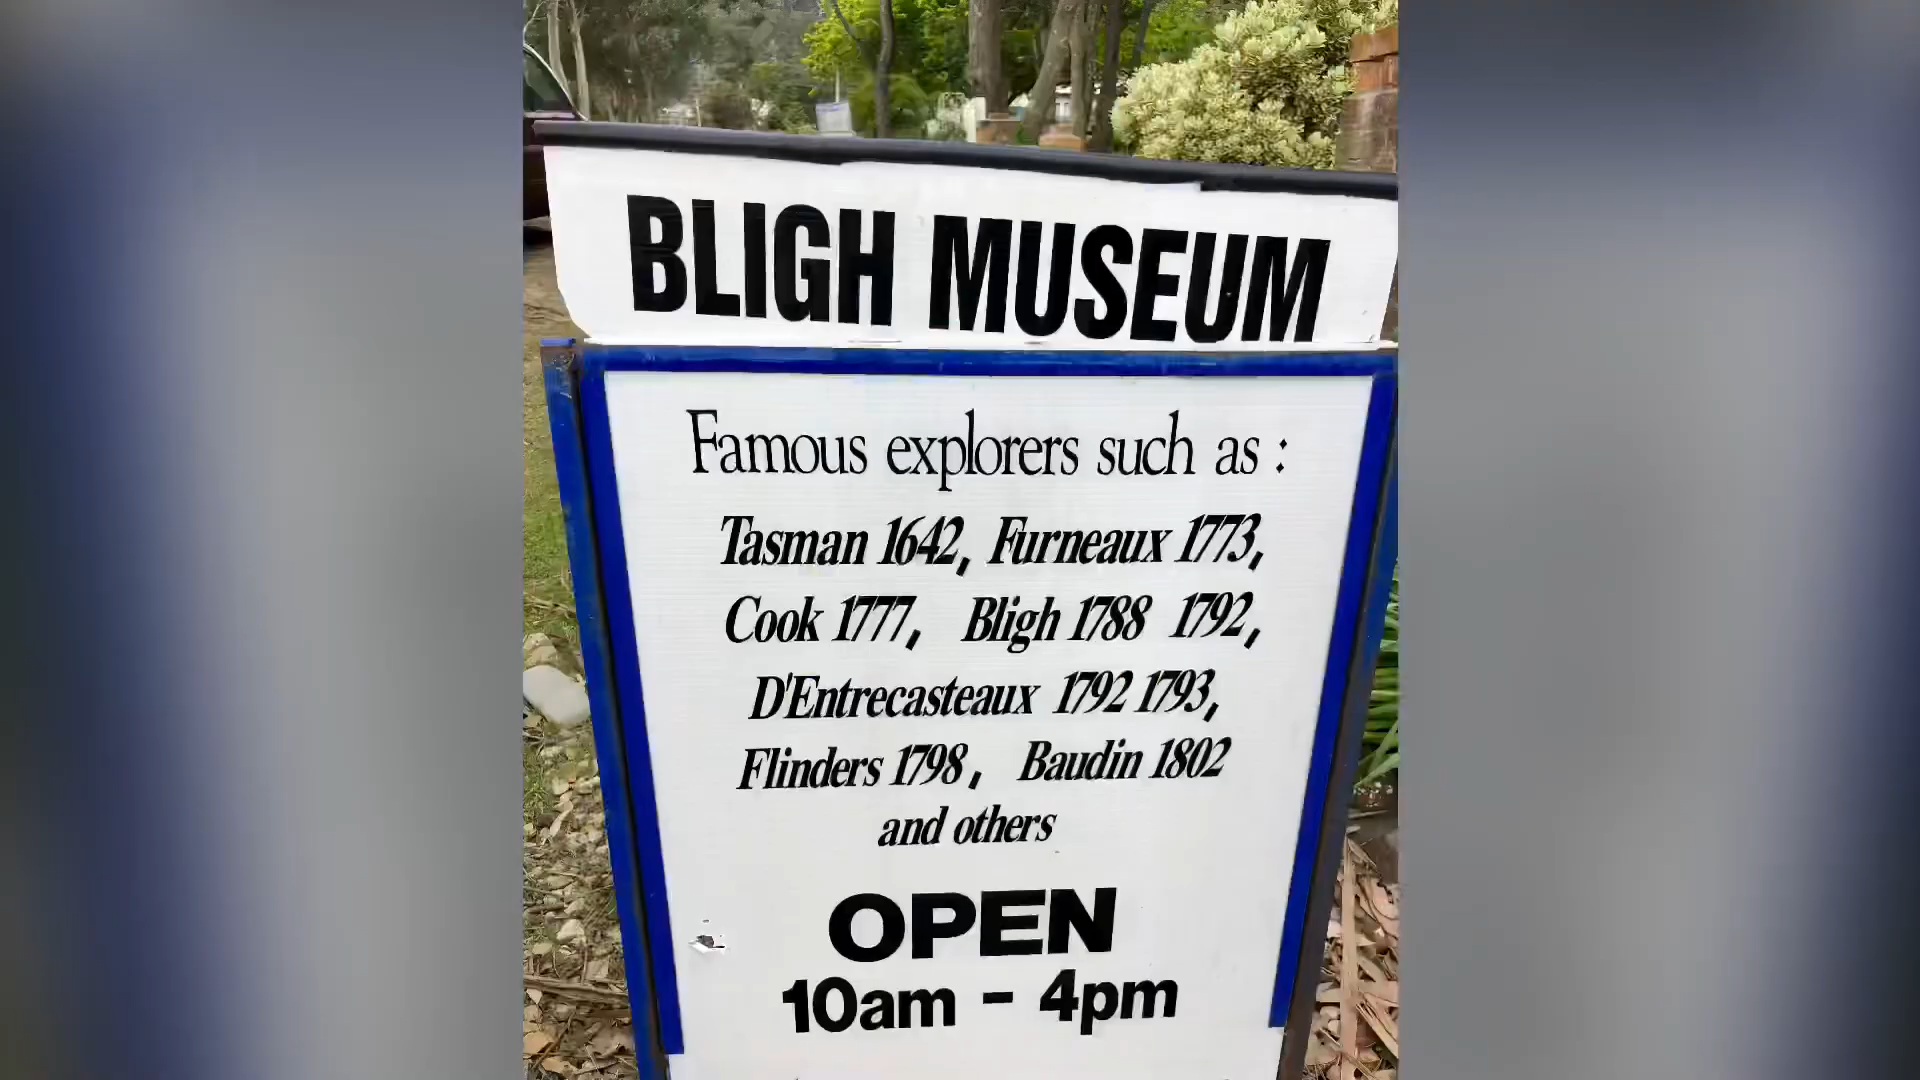 BLIGH MUSEUM
Famous explorers such as :
Tasman 1642, Furneaux 1773,
Cook 1777, Bligh 1788 1792,
D'Entrecasteaux 1792 1793,
Flinders 1798, Baudin 1802
and others
OPEN
10am - 4pm